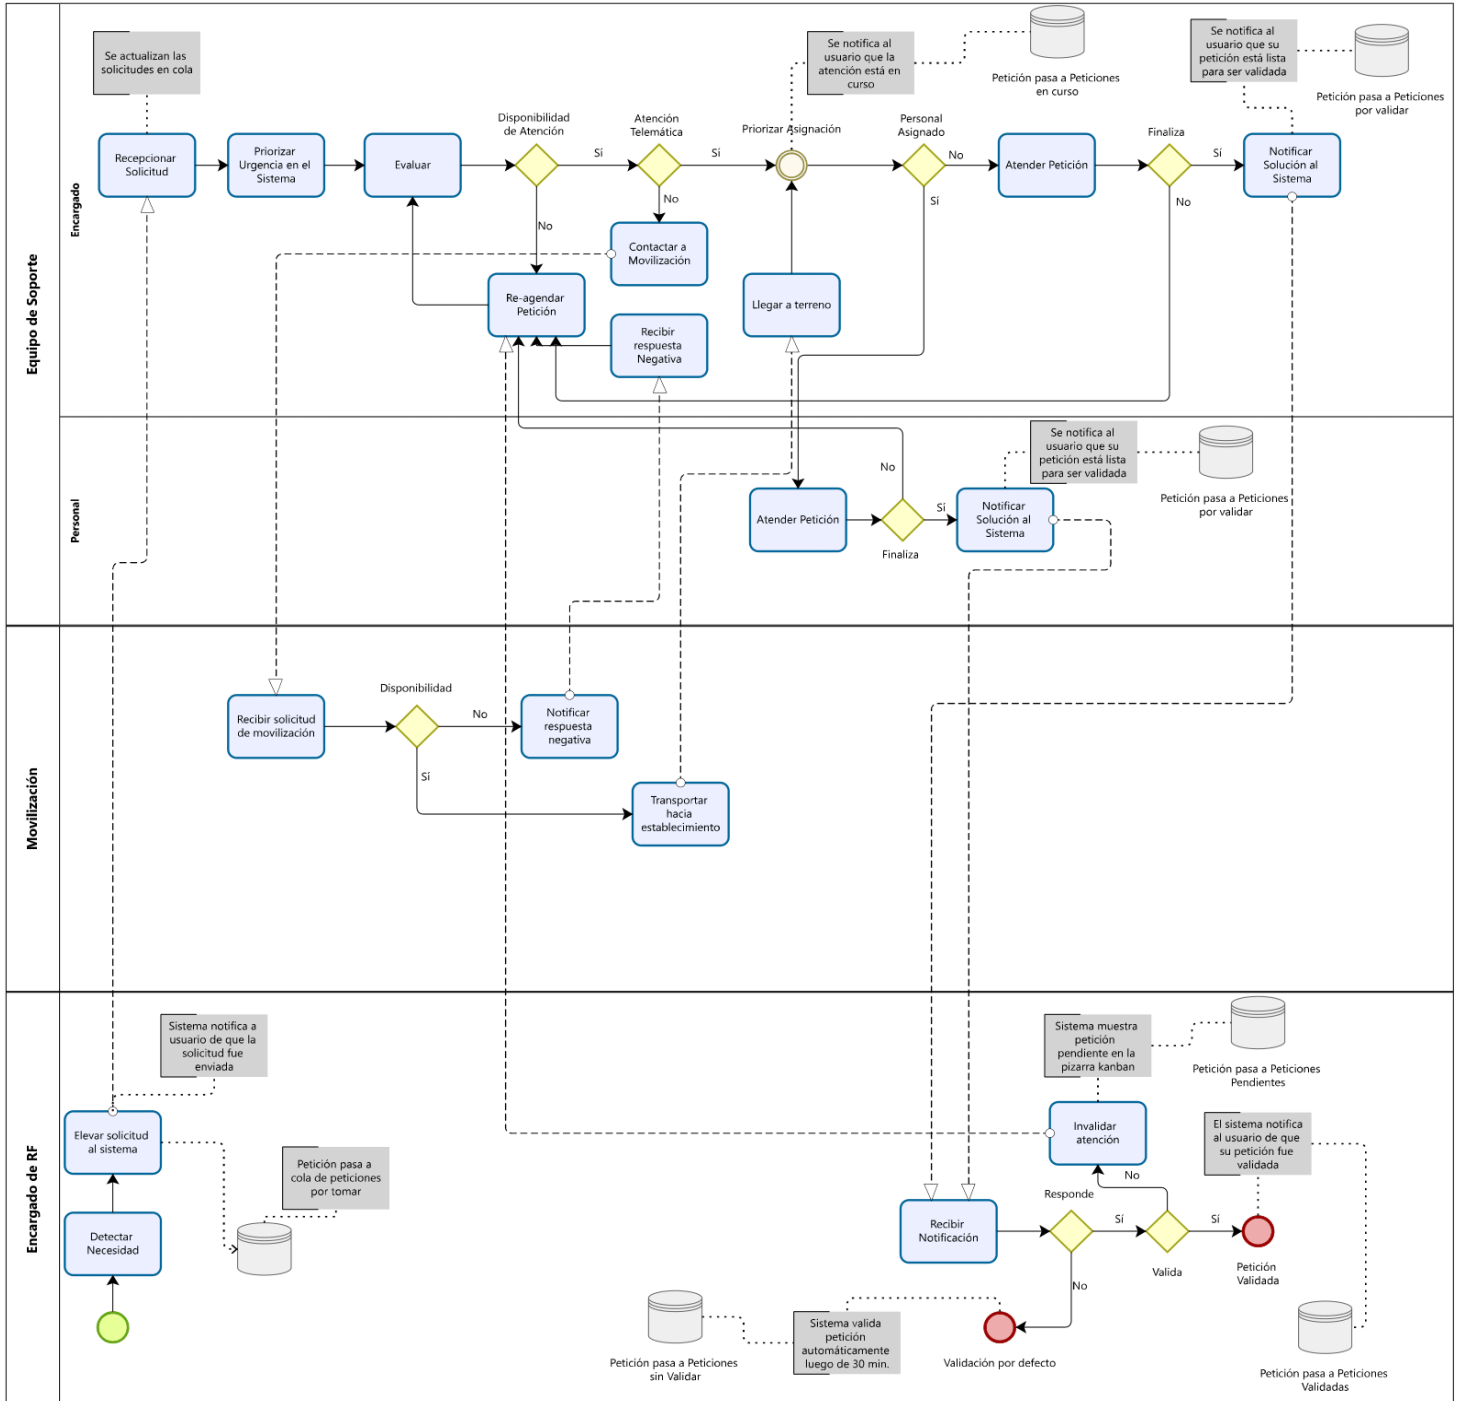 Equipo de Soporte
Encargado
Se actualizan las
solicitudes en cola
Se notifica al
usuario que la
atención está en
curso
Petición pasa a Peticiones
en curso
Se notifica al
usuario que su
petición está lista
para ser validada
Petición pasa a Peticiones
por validar
Recepcionar
Solicitud
Priorizar
Urgencia en el
Sistema
Evaluar
Disponibilidad
de Atención
Sí
No
Atención
Telemática
Si
No
Priorizar Asignación
Personal
Asignado
No
Sí
Atender Petición
Finaliza
Sí
No
Notificar
Solución al
Sistema
Contactar a
Movilización
Re-agendar
Petición
Recibir
respuesta
Negativa
Llegar a terreno
Personal
Atender Petición
No
Sí
Finaliza
Notificar
Solución al
Sistema
Se notifica al
usuario que su
petición está lista
para ser validada
Petición pasa a Peticiones
por validar
Movilización
Recibir solicitud
de movilización
Disponibilidad
No
Sí
Notificar
respuesta
negativa
Transportar
hacia
establecimiento
Encargado de RF
Sistema notifica a
usuario de que la
solicitud fue
enviada
Elevar solicitud
al sistema
Petición pasa a
cola de peticiones
por tomar
Detectar
Necesidad
Sistema muestra
petición
pendiente en la
pizarra kanban
Petición pasa a Peticiones
Pendientes
Invalidar
atención
El sistema notifica
al usuario de que
su petición fue
validada
Recibir
Notificación
Responde
Sí
No
No
Sí
Valida
Petición
Validada
Petición pasa a Peticiones
sin Validar
Sistema valida
petición
automáticamente
luego de 30 min.
Validación por defecto
Petición pasa a Peticiones
Validadas